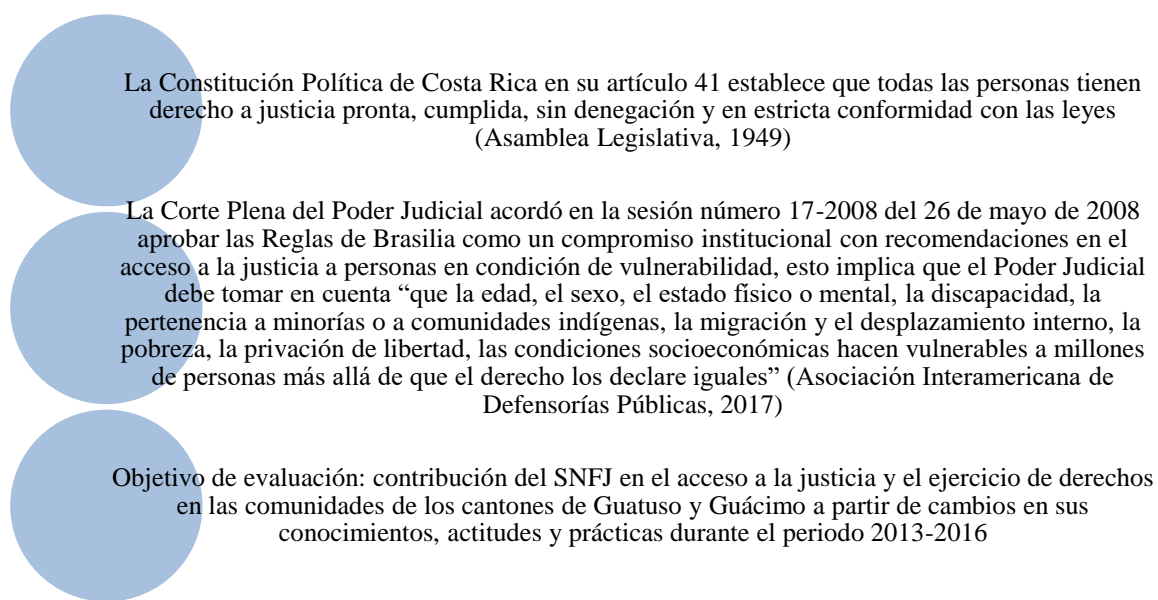 La Constitución Política de Costa Rica en su artículo 41 establece que todas las personas tienen
derecho a justicia pronta, cumplida, sin denegación y en estricta conformidad con las leyes
(Asamblea Legislativa, 1949)
La Corte Plena del Poder Judicial acordó en la sesión número 17-2008 del 26 de mayo de 2008
aprobar las Reglas de Brasilia como un compromiso institucional con recomendaciones en el
acceso a la justicia a personas en condición de vulnerabilidad, esto implica que el Poder Judicial
debe tomar en cuenta “que la edad, el sexo, el estado físico o mental, la discapacidad, la
pertenencia a minorías o a comunidades indígenas, la migración y el desplazamiento interno, la
pobreza, la privación de libertad, las condiciones socioeconómicas hacen vulnerables a millones
de personas más allá de que el derecho los declare iguales” (Asociación Interamericana de
Defensorías Públicas, 2017)
Objetivo de evaluación: contribución del SNFJ en el acceso a la justicia y el ejercicio de derechos
en las comunidades de los cantones de Guatuso y Guácimo a partir de cambios en sus
conocimientos, actitudes y prácticas durante el periodo 2013-2016